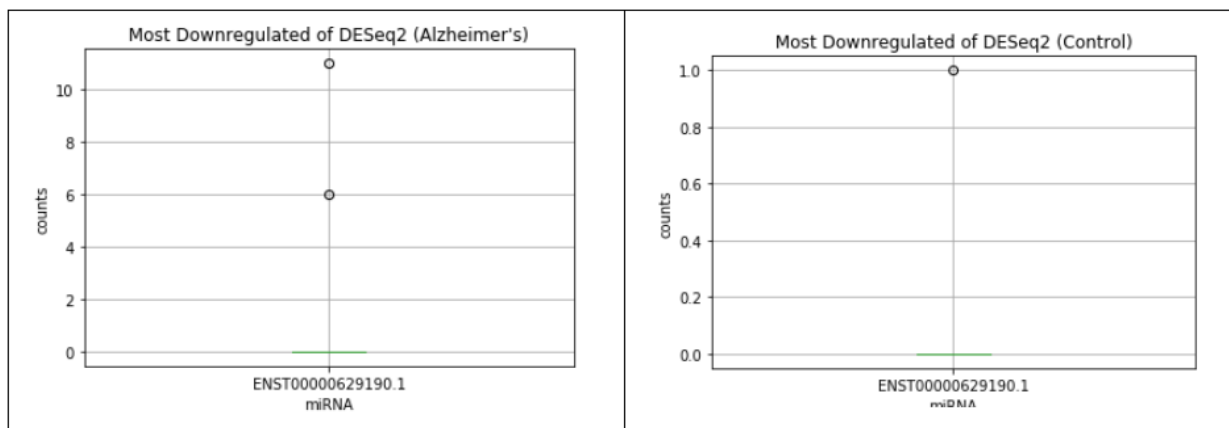 Most Downregulated of DESeq2 (Alzheimer's)
10
8
6
4
2
0
counts
ENST00000629190.1
miRNA
Most Downregulated of DESeq2 (Control)
1.0
0.8
0.6
0.4
0.2
0.0
counts
ENST00000629190.1
miRNA